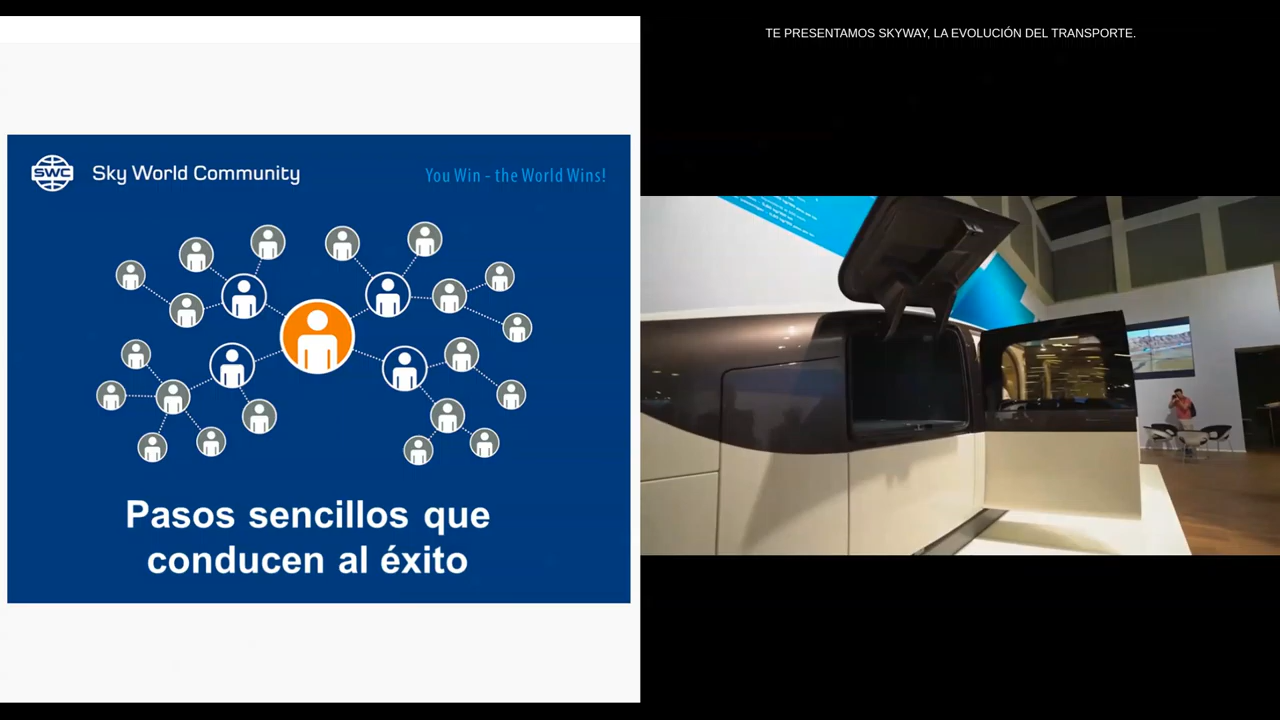 SWC
Sky World Community
You Win - the World Wins!
Pasos sencillos que
conducen al éxito
TE PRESENTAMOS SKYWAY, LA EVOLUCIÓN DEL TRANSPORTE.